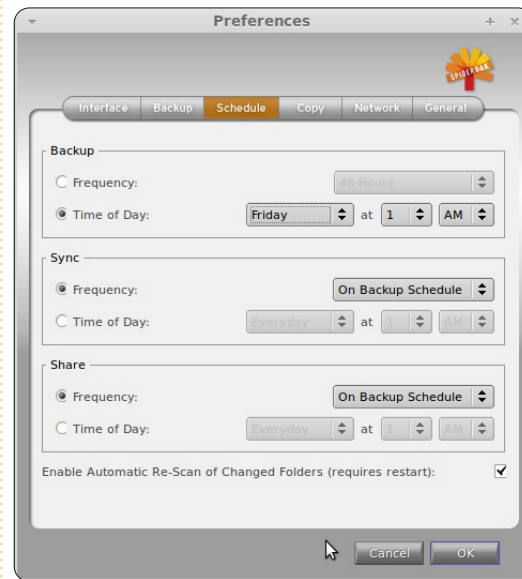 Preferences
SPIDEROAK
Interface Backup Schedule Copy Network General
Backup
Frequency: 48 Hours
Time of Day: Friday at 1 AM
Sync
Frequency: On Backup Schedule
Time of Day: Everyday at 1 AM
Share
Frequency: On Backup Schedule
Time of Day: Everyday at 1 AM
Enable Automatic Re-Scan of Changed Folders (requires restart):
Cancel OK